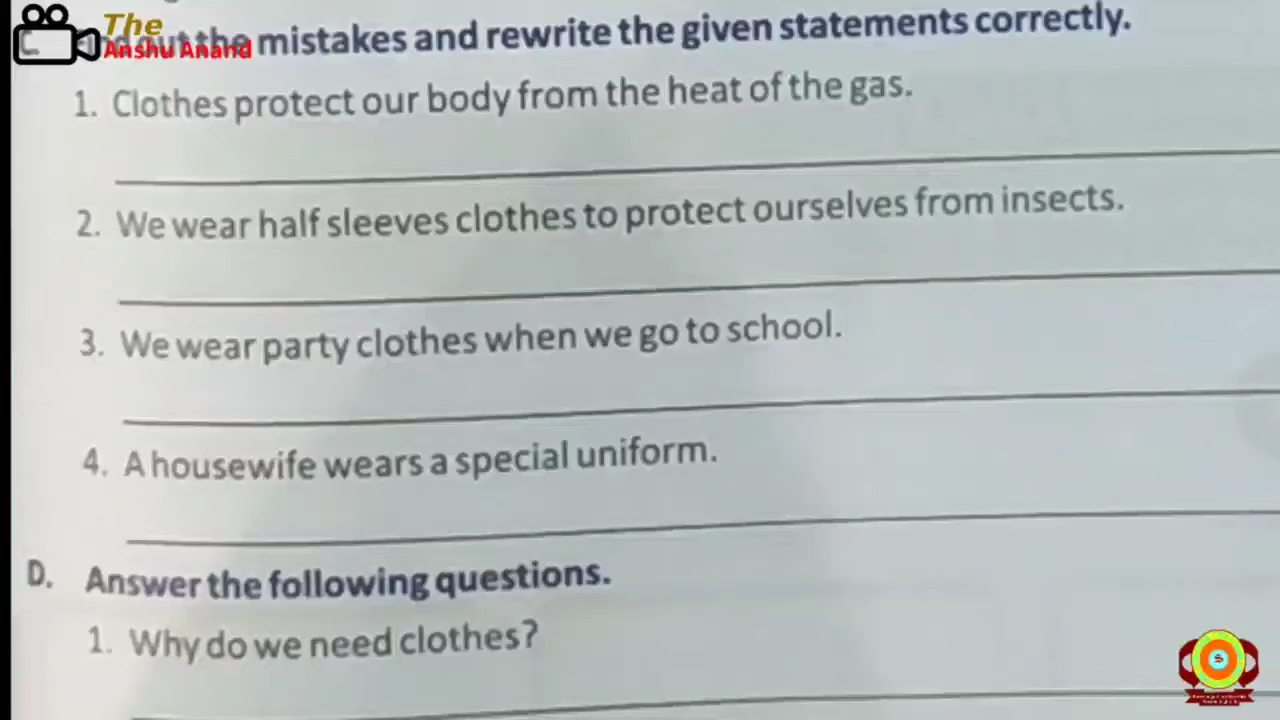 The
Anshu Anand
the mistakes and rewrite the given statements correctly.
1. Clothes protect our body from the heat of the gas.
2. We wear half sleeves clothes to protect ourselves from insects.
3. We wear party clothes when we go to school.
4. A housewife wears a special uniform.
D. Answer the following questions.
1. Why do we need clothes?